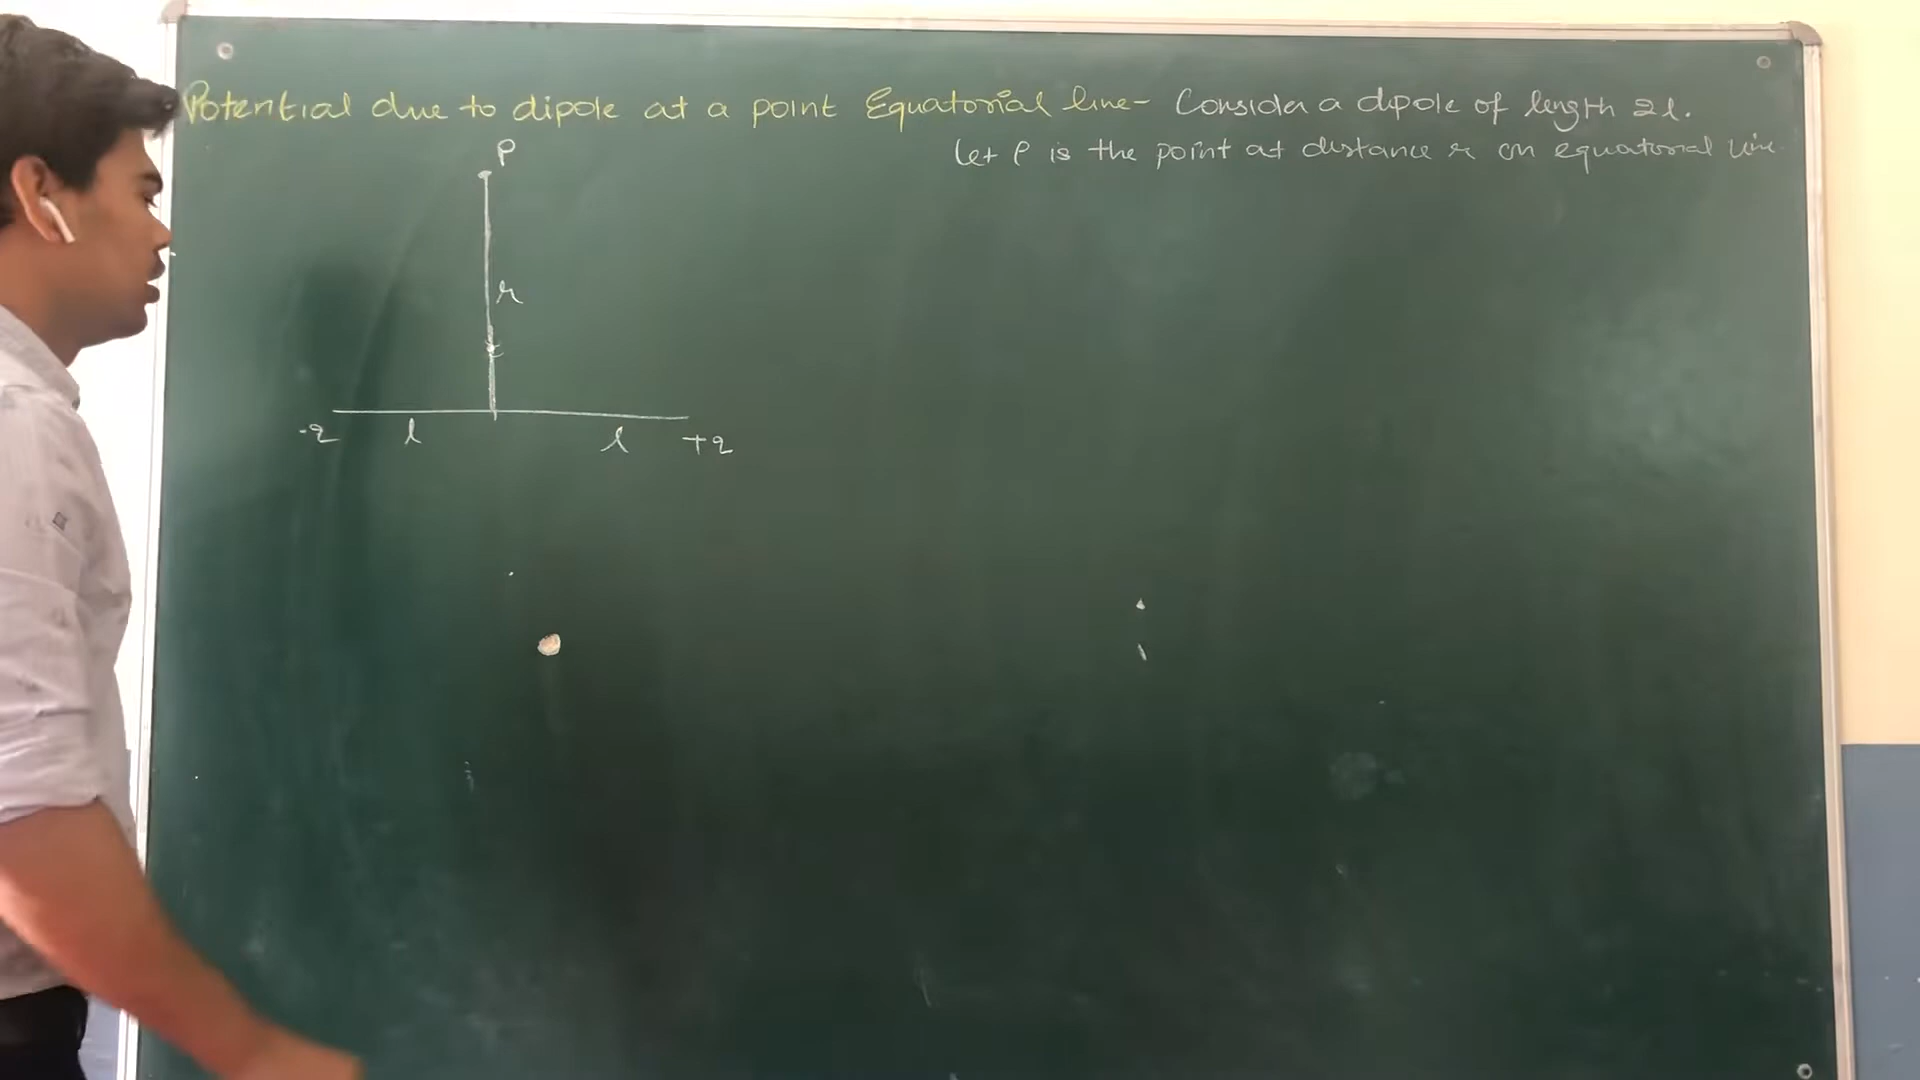 Potential due to dipole at a point Equatorial line- Consider a dipole of length 2l.
Let P is the point at distance r on equatorial line.
P
r
-q l l +q